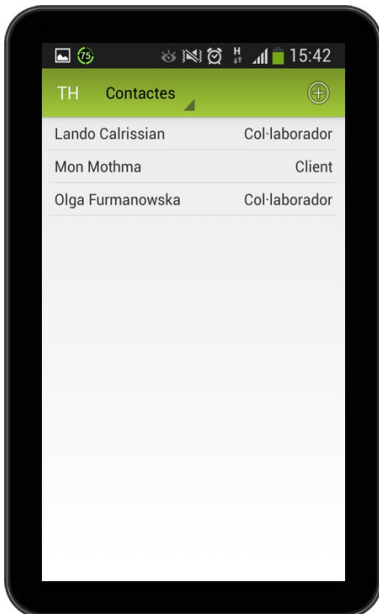 75 H 15:42
TH Contactes
Lando Calrissian Col·laborador
Mon Mothma Client
Olga Furmanowska Col·laborador